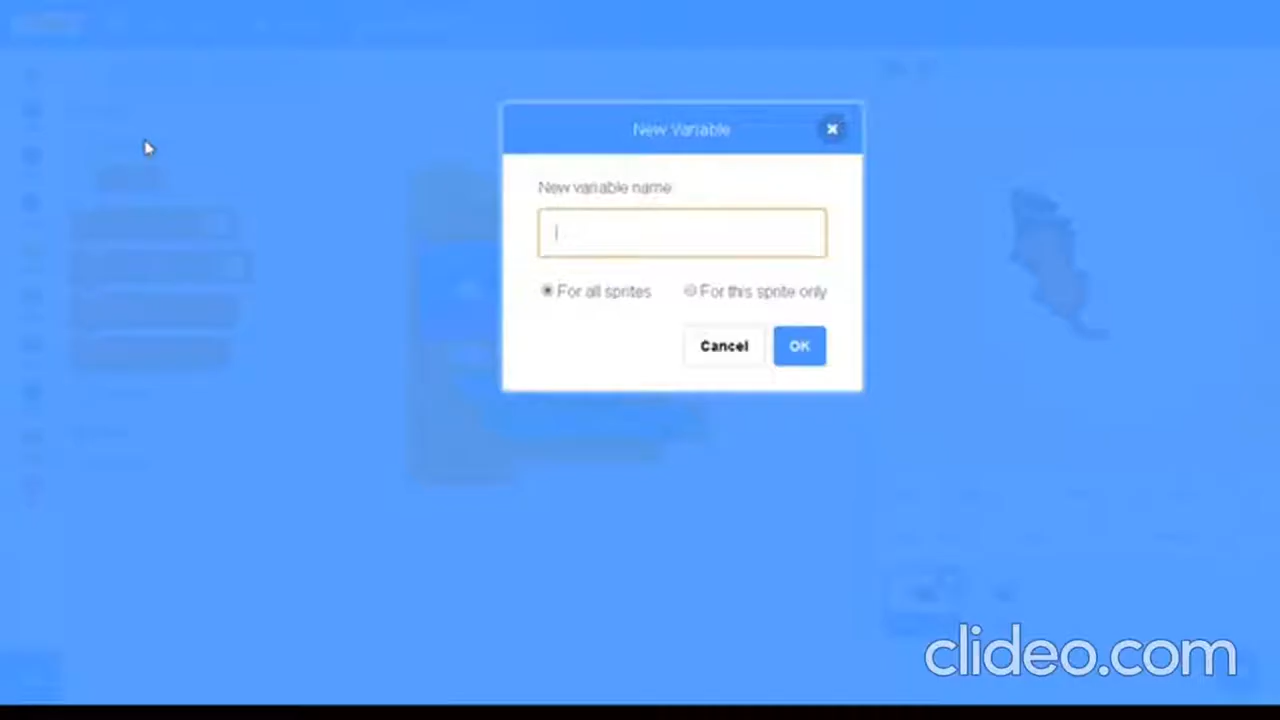 New Variable
New variable name
For all sprites
For this sprite only
Cancel
OK
clideo.com